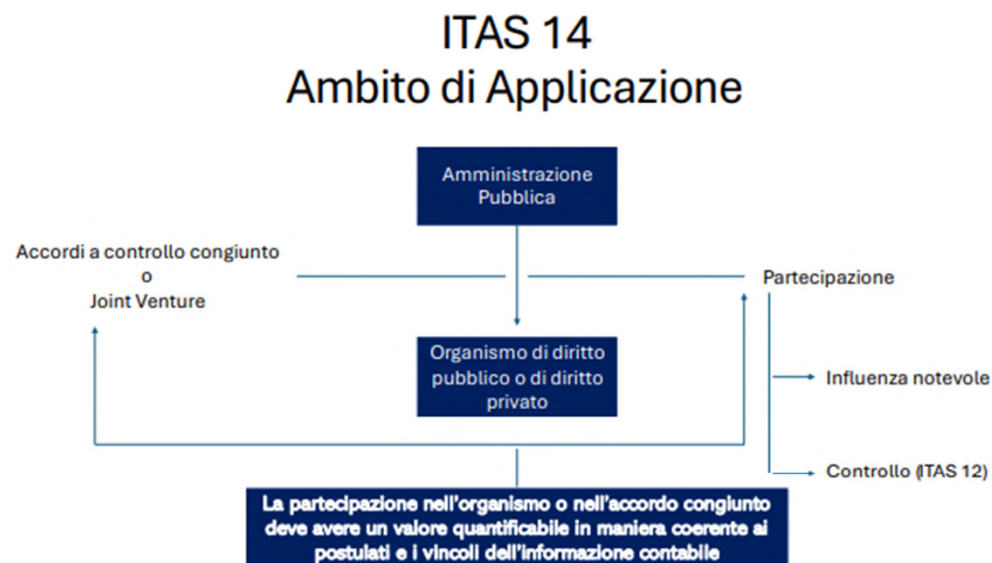 ITAS 14
Ambito di Applicazione
Amministrazione
Pubblica
Accordi a controllo congiunto
o
Joint Venture
Partecipazione
Organismo di diritto
pubblico o di diritto
privato
Influenza notevole
Controllo (ITAS 12)
La partecipazione nell'organismo o nell'accordo congiunto
deve avere un valore quantificabile in maniera coerente ai
postulati e i vincoli dell'informazione contabile